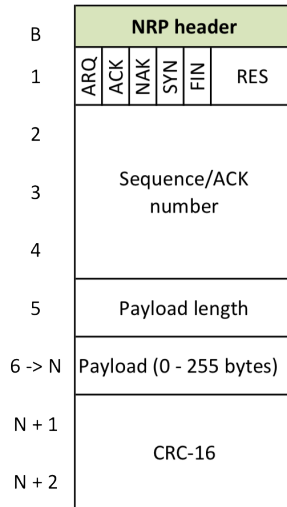 B
NRP header
1
ARQ
ACK
NAK
SYN
FIN
RES
2
3
Sequence/ACK
number
4
5
Payload length
6 -> N
Payload (0 - 255 bytes)
N + 1
CRC-16
N + 2